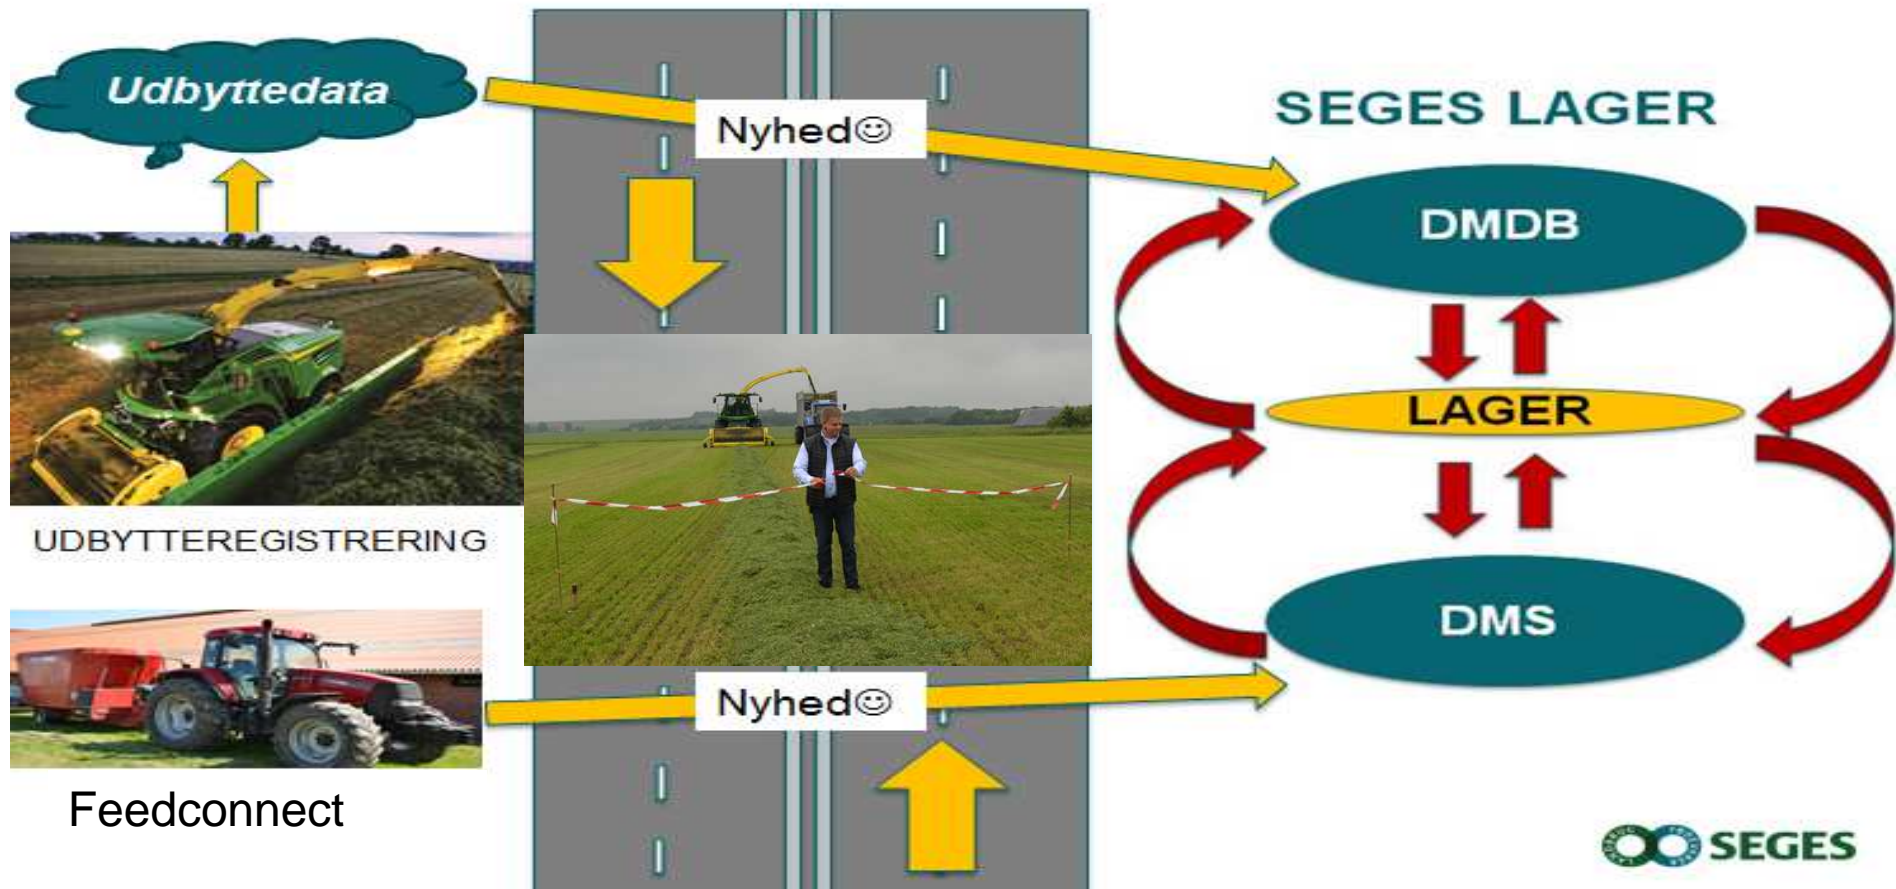 Udbyttedata
Nyhed☺
SEGES LAGER
DMDB
LAGER
UDBYTTEREGISTRERING
DMS
Nyhed☺
Feedconnect
SEGES